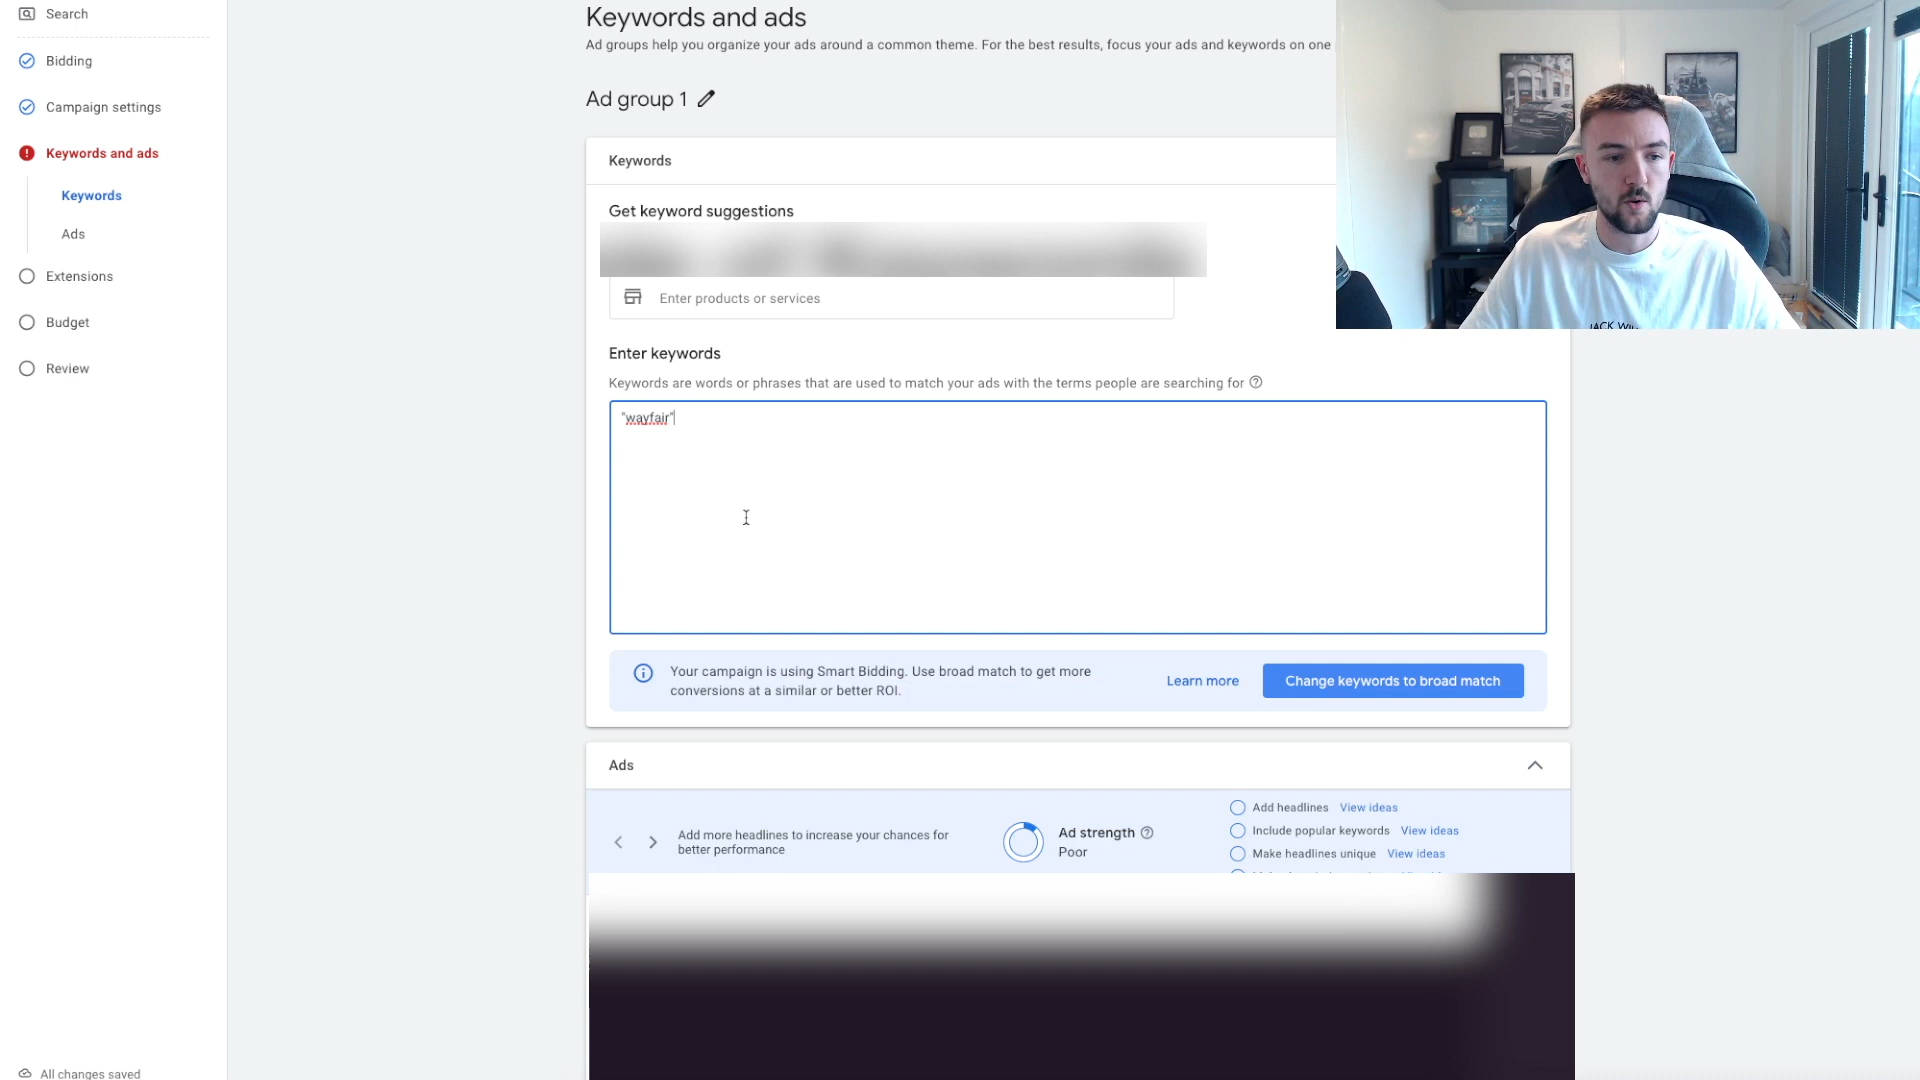 Search
Bidding
Campaign settings
Keywords and ads
Keywords
Ads
Extensions
Budget
Review
All changes saved
Keywords and ads
Ad groups help you organize your ads around a common theme. For the best results, focus your ads and keywords on one
Ad group 1
Keywords
Get keyword suggestions
Enter products or services
Enter keywords
Keywords are words or phrases that are used to match your ads with the terms people are searching for
"wayfair"
Your campaign is using Smart Bidding. Use broad match to get more
conversions at a similar or better ROI.
Learn more
Change keywords to broad match
Ads
Add more headlines to increase your chances for
better performance
Ad strength
Poor
Add headlines View ideas
Include popular keywords View ideas
Make headlines unique View ideas